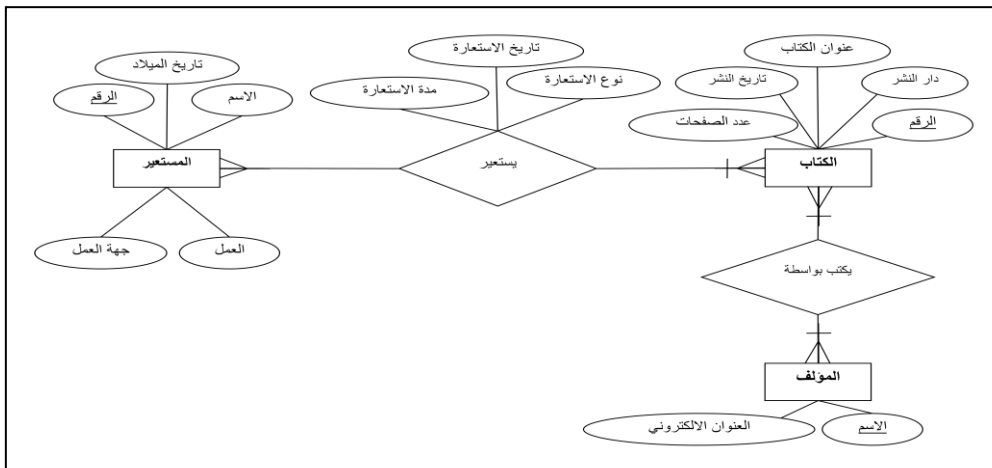 تاريخ الاستعارة
عنوان الكتاب
تاريخ الميلاد
نوع الاستعارة
مدة الاستعارة
دار النشر
تاريخ النشر
الاسم
الرقم
الرقم
عدد الصفحات
المستعير
يستعير
الكتاب
العمل
جهة العمل
يكتب بواسطة
المؤلف
الاسم
العنوان الالكتروني